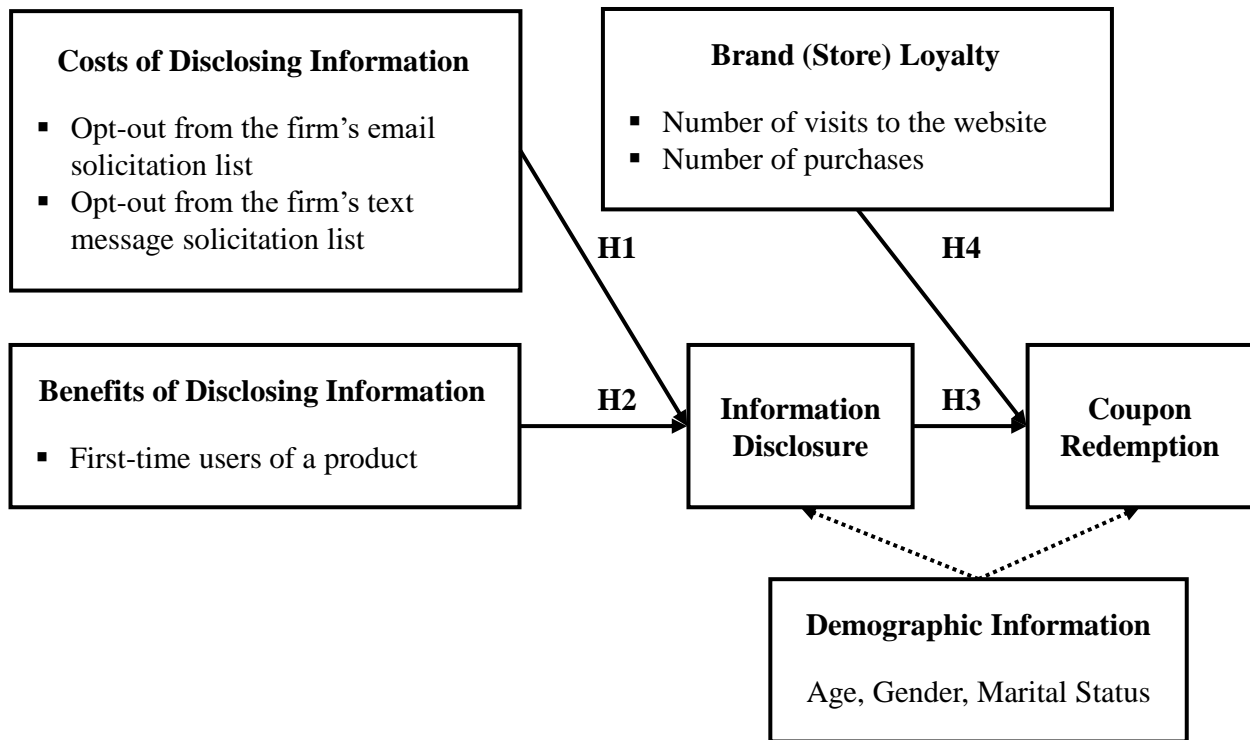 Costs of Disclosing Information
▪ Opt-out from the firm’s email
solicitation list
▪ Opt-out from the firm’s text
message solicitation list
Brand (Store) Loyalty
▪ Number of visits to the website
▪ Number of purchases
H1
H4
Benefits of Disclosing Information
▪ First-time users of a product
H2
Information
Disclosure
H3
Coupon
Redemption
Demographic Information
Age, Gender, Marital Status